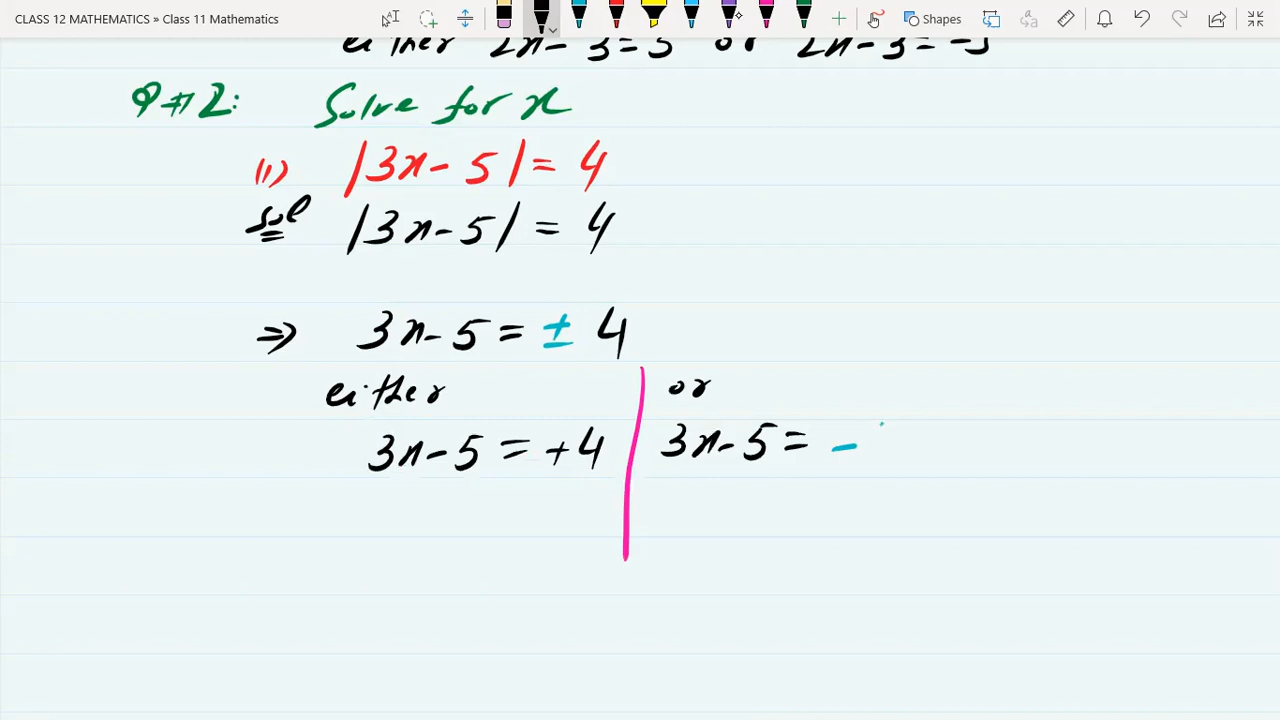 CLASS 12 MATHEMATICS » Class 11 Mathematics
Shapes
either 2x-3=5 or 2x-3=-5
Q#2: Solve for x
(1) |3x-5|=4
Sol |3x-5|=4
⇒ 3x-5=±4
either or
3x-5=+4 3x-5=-